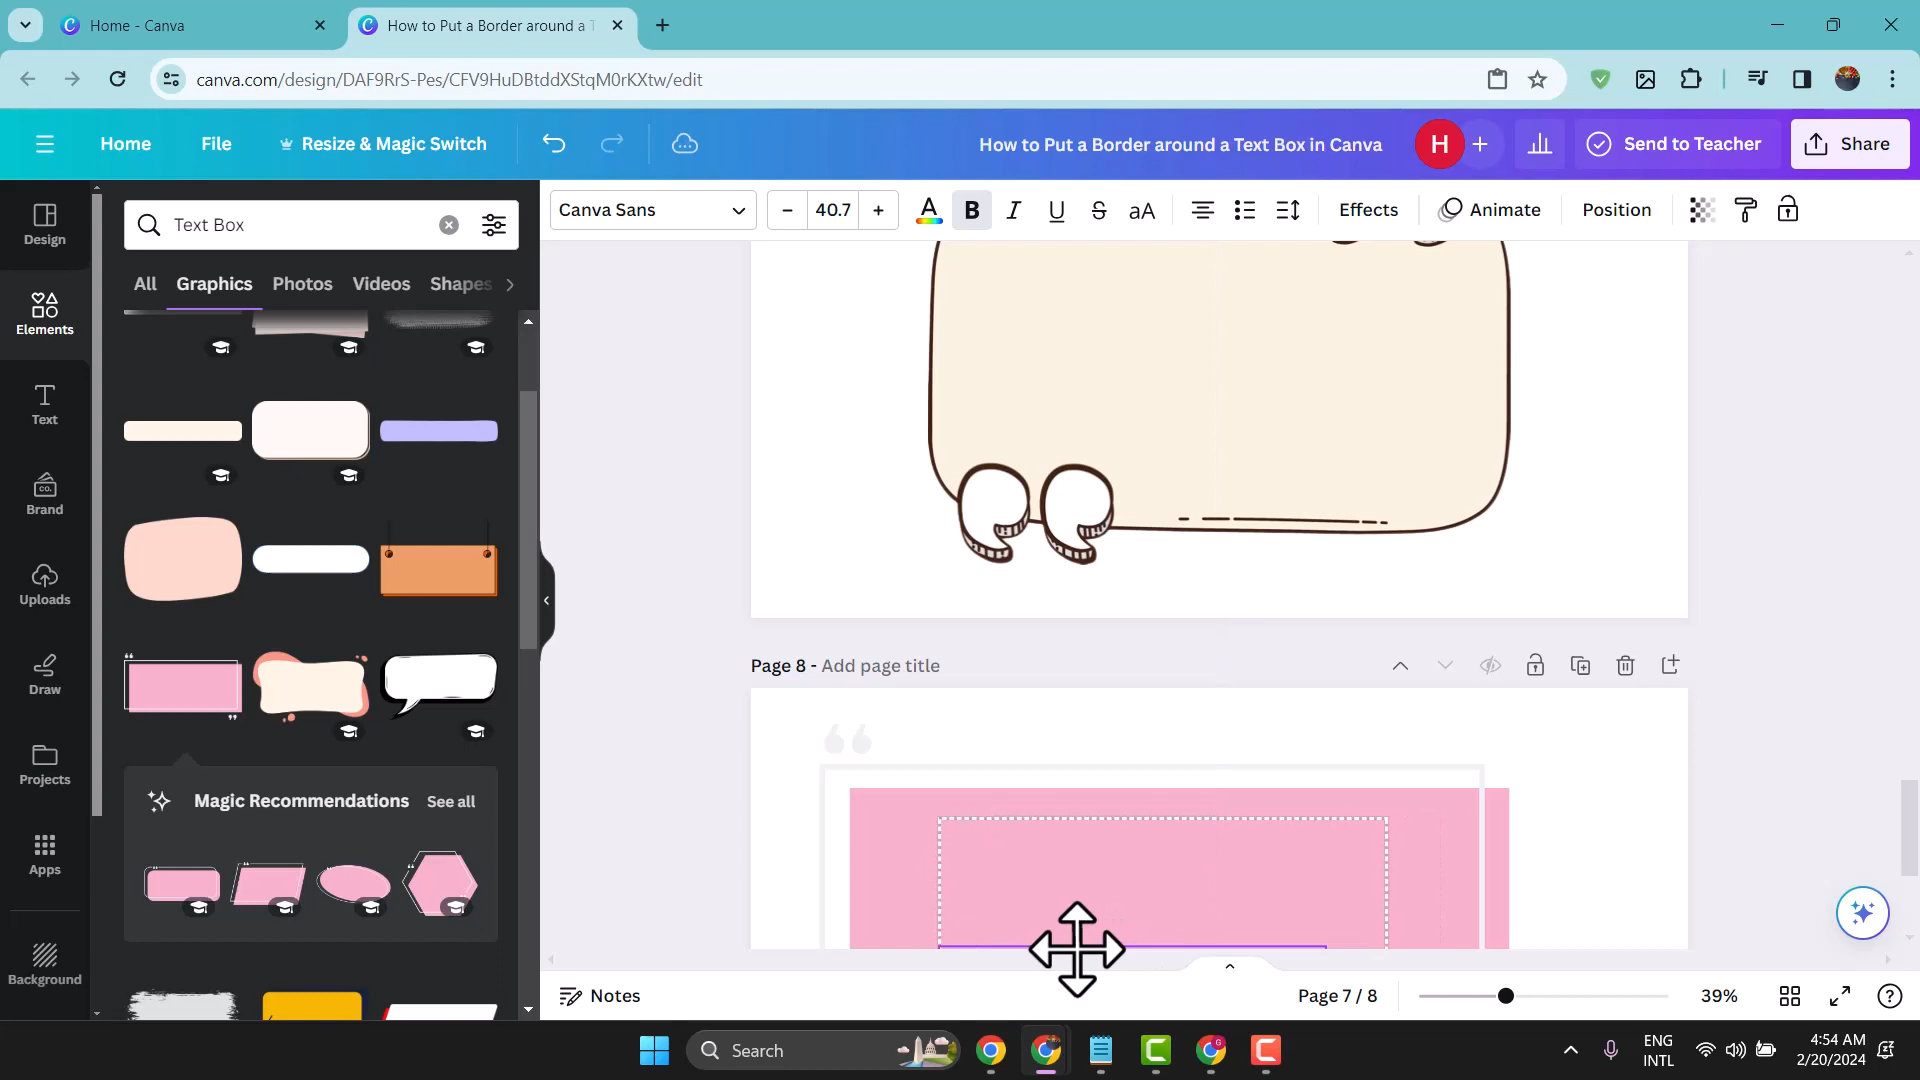 Home - Canva
How to Put a Border around a T
canva.com/design/DAF9RrS-Pes/CFV9HuDBtddXStqM0rKXtw/edit
Home
File
Resize & Magic Switch
How to Put a Border around a Text Box in Canva
H
Send to Teacher
Share
Design
Elements
Text
Brand
Uploads
Draw
Projects
Apps
Background
Text Box
All
Graphics
Photos
Videos
Shapes
Magic Recommendations
See all
Canva Sans
40.7
A
B
I
U
S
aA
Effects
Animate
Position
Page 8 - Add page title
Notes
Page 7 / 8
39%
Search
ENG
INTL
4:54 AM
2/20/2024